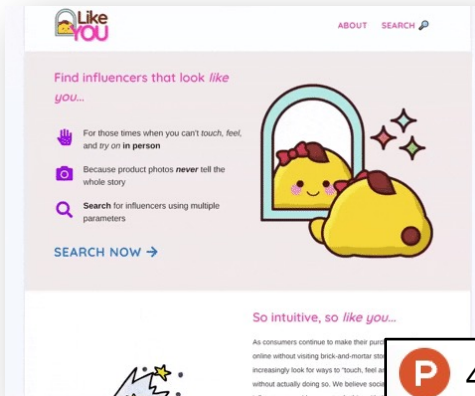 Like
YOU
ABOUT SEARCH
Find influencers that look like
you...
For those times when you can't touch, feel,
and try on in person
Because product photos never tell the
whole story
Search for influencers using multiple
parameters
SEARCH NOW →
So intuitive, so like you...
As consumers continue to make their
online without visiting brick-and-mortar
increasingly look for ways to "touch, feel
without actually doing so. We believe
P 4